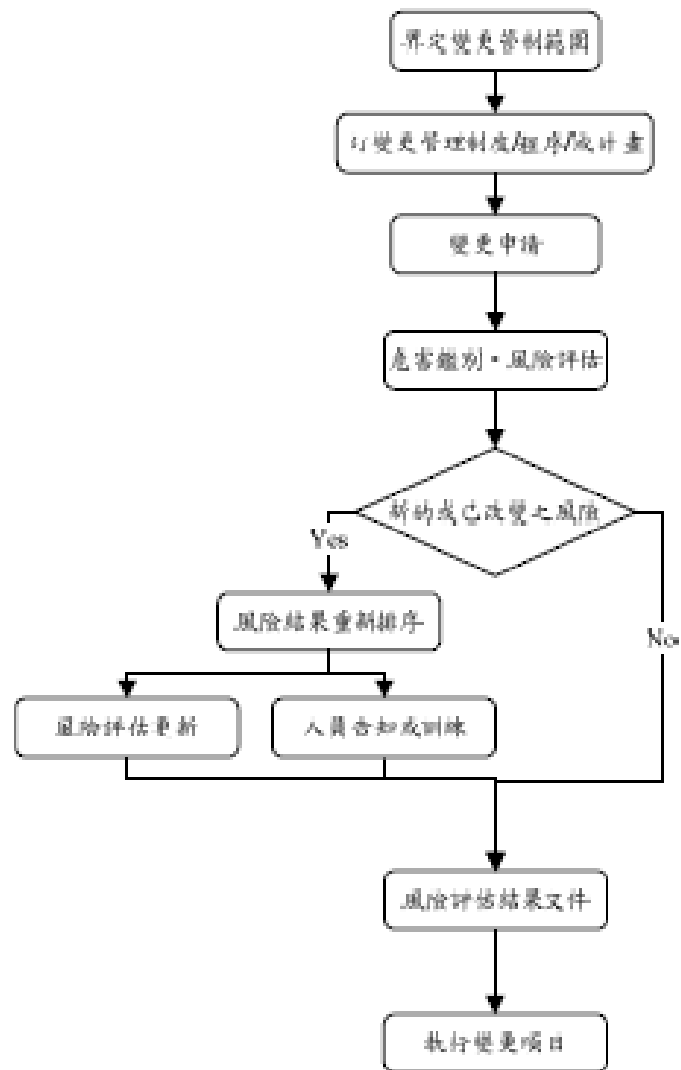 界定變更管制範圍
訂變更管理制度/程序/或計畫
變更申請
危害鑑別、風險評估
新的或已改變之風險
Yes
No
風險結果重新排序
風險評估更新
人員告知或訓練
風險評估結果文件
執行變更項目